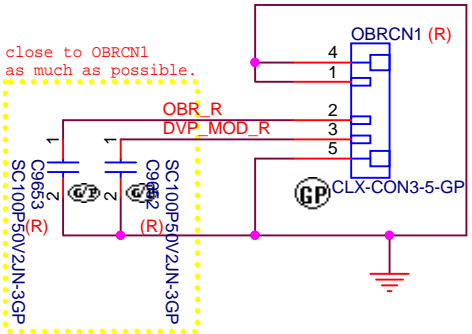 OBRCN1 (R)
close to OBRCN1
as much as possible.
4
1
OBR_R
2
DVP_MOD_R
3
5
1
2
C9653
SC100P50V2JN-3GP
(R)
1
2
SC100P50V2JN-3GP
(R)
GP
CLX-CON3-5-GP